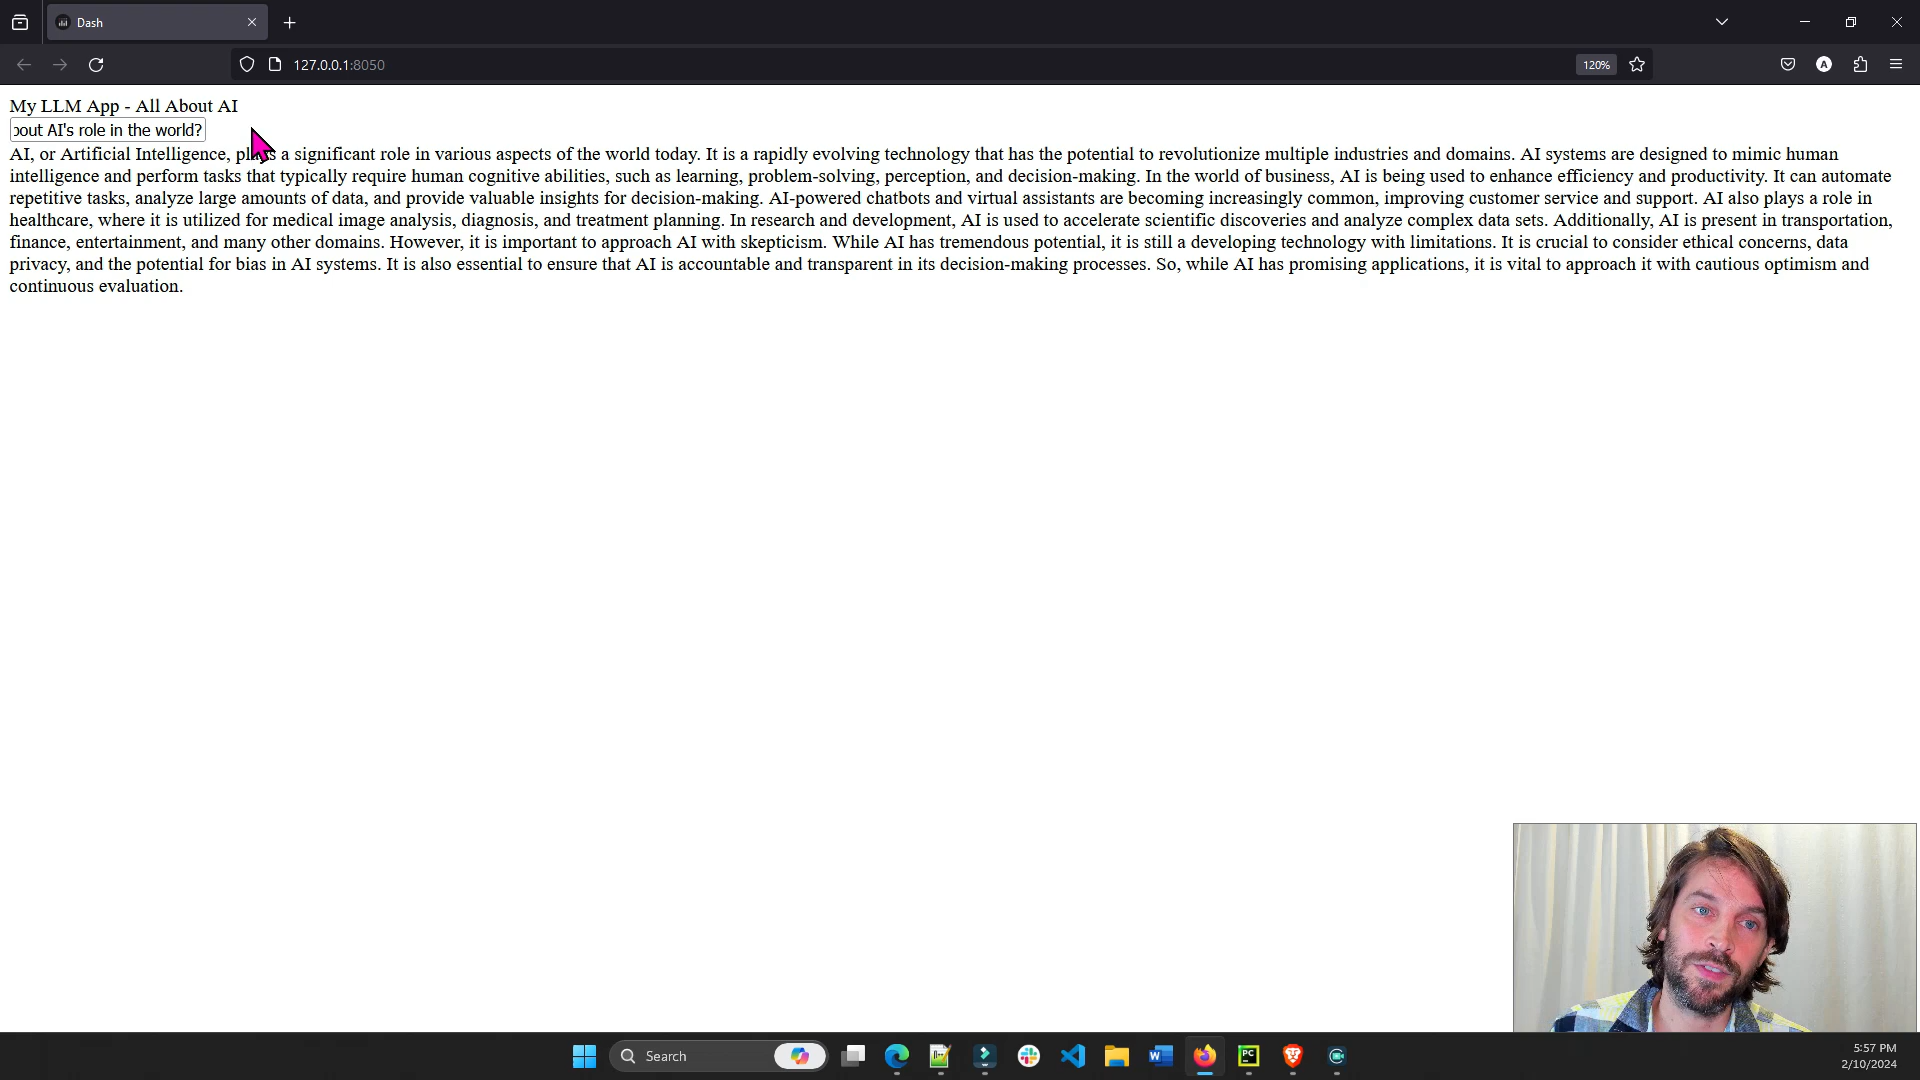 Dash
127.0.0.1:8050
120%
My LLM App - All About AI
out AI's role in the world?
AI, or Artificial Intelligence, plays a significant role in various aspects of the world today. It is a rapidly evolving technology that has the potential to revolutionize multiple industries and domains. AI systems are designed to mimic human
intelligence and perform tasks that typically require human cognitive abilities, such as learning, problem-solving, perception, and decision-making. In the world of business, AI is being used to enhance efficiency and productivity. It can automate
repetitive tasks, analyze large amounts of data, and provide valuable insights for decision-making. AI-powered chatbots and virtual assistants are becoming increasingly common, improving customer service and support. AI also plays a role in
healthcare, where it is utilized for medical image analysis, diagnosis, and treatment planning. In research and development, AI is used to accelerate scientific discoveries and analyze complex data sets. Additionally, AI is present in transportation,
finance, entertainment, and many other domains. However, it is important to approach AI with skepticism. While AI has tremendous potential, it is still a developing technology with limitations. It is crucial to consider ethical concerns, data
privacy, and the potential for bias in AI systems. It is also essential to ensure that AI is accountable and transparent in its decision-making processes. So, while AI has promising applications, it is vital to approach it with cautious optimism and
continuous evaluation.
Search
5:57 PM
2/10/2024